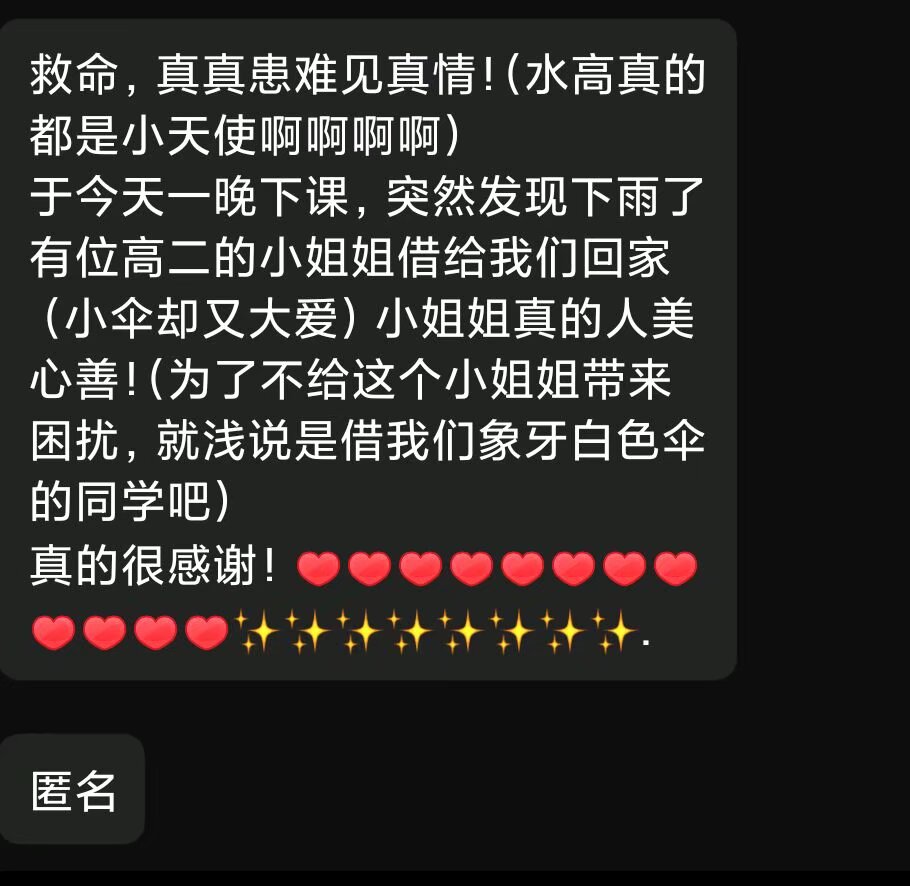 救命，真真患难见真情！（水高真的
都是小天使啊啊啊啊）
于今天一晚下课，突然发现下雨了
有位高二的小姐姐借给我们回家
（小伞却又大爱）小姐姐真的人美
心善！（为了不给这个小姐姐带来
困扰，就浅说是借我们象牙白色伞
的同学吧）
真的很感谢！❤️❤️❤️❤️❤️❤️❤️❤️
❤️❤️❤️❤️✨✨✨✨✨✨✨✨.
匿名